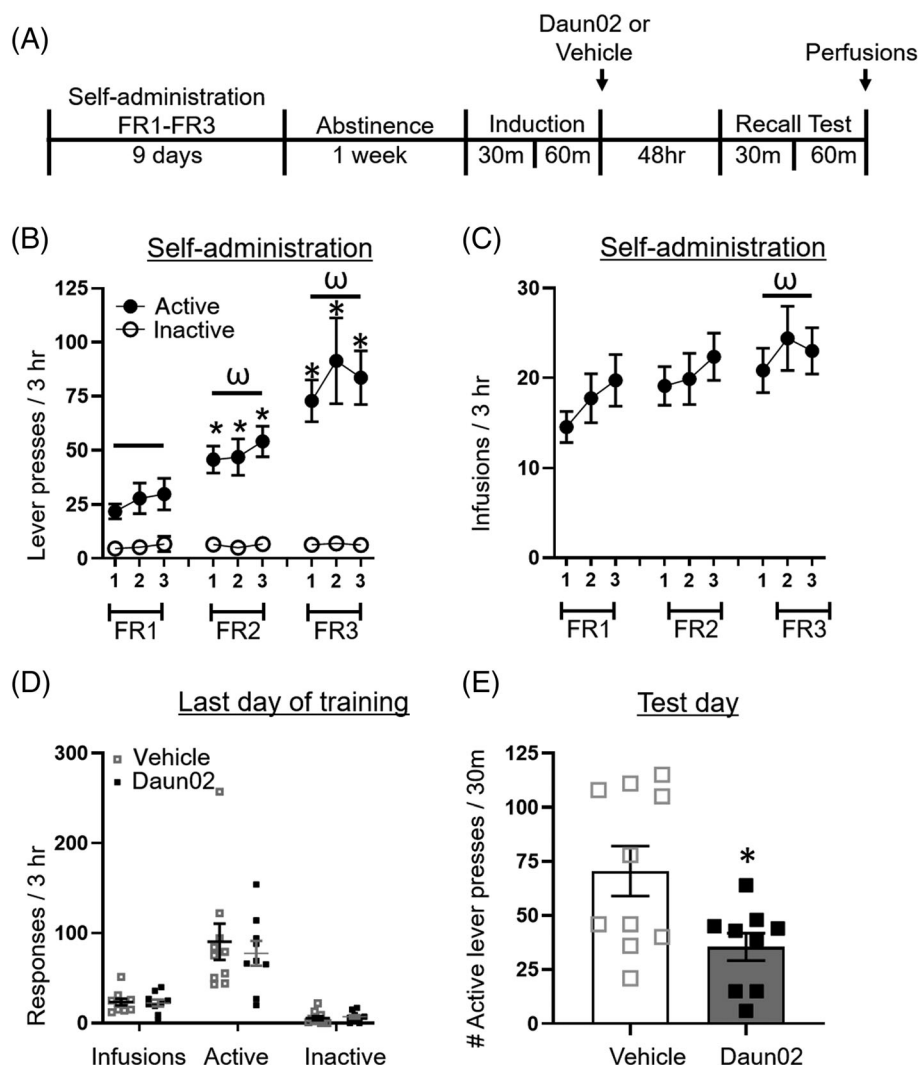 (A)
Daun02 or
Vehicle
Perfusions
Self-administration
FR1-FR3
Abstinence
Induction
Recall Test
9 days
1 week
30m
60m
48hr
30m
60m
(B)
Self-administration
ω
ω
* * * * * *
Active
Inactive
Lever presses / 3 hr
125
100
75
50
25
0
1 2 3 1 2 3 1 2 3
FR1 FR2 FR3
(C)
Self-administration
ω
Infusions / 3 hr
30
20
10
0
1 2 3 1 2 3 1 2 3
FR1 FR2 FR3
(D)
Last day of training
Vehicle
Daun02
Responses / 3 hr
300
200
100
0
Infusions Active Inactive
(E)
Test day
*
# Active lever presses / 30m
125
100
75
50
25
0
Vehicle Daun02